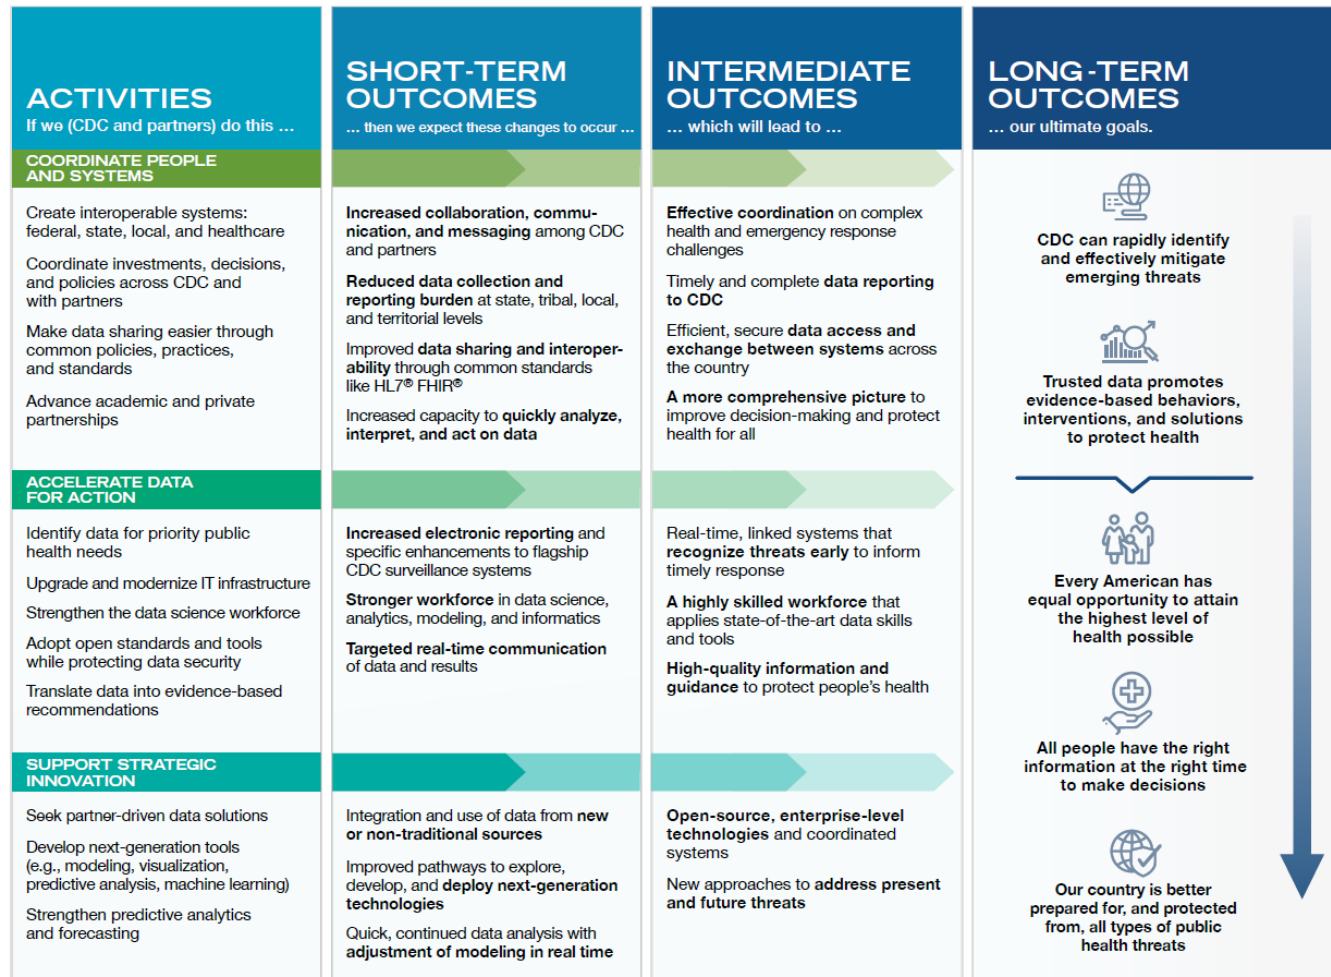 ACTIVITIES
If we (CDC and partners) do this …
SHORT-TERM
OUTCOMES
… then we expect these changes to occur …
INTERMEDIATE
OUTCOMES
… which will lead to …
LONG-TERM
OUTCOMES
… our ultimate goals.
COORDINATE PEOPLE
AND SYSTEMS
Create interoperable systems:
federal, state, local, and healthcare
Coordinate investments, decisions,
and policies across CDC and
with partners
Make data sharing easier through
common policies, practices,
and standards
Advance academic and private
partnerships
Increased collaboration, commu-
nication, and messaging among CDC
and partners
Reduced data collection and
reporting burden at state, tribal, local,
and territorial levels
Improved data sharing and interoper-
ability through common standards
like HL7® FHIR®
Increased capacity to quickly analyze,
interpret, and act on data
Effective coordination on complex
health and emergency response
challenges
Timely and complete data reporting
to CDC
Efficient, secure data access and
exchange between systems across
the country
A more comprehensive picture to
improve decision-making and protect
health for all
ACCELERATE DATA
FOR ACTION
Identify data for priority public
health needs
Upgrade and modernize IT infrastructure
Strengthen the data science workforce
Adopt open standards and tools
while protecting data security
Translate data into evidence-based
recommendations
Increased electronic reporting and
specific enhancements to flagship
CDC surveillance systems
Stronger workforce in data science,
analytics, modeling, and informatics
Targeted real-time communication
of data and results
Real-time, linked systems that
recognize threats early to inform
timely response
A highly skilled workforce that
applies state-of-the-art data skills
and tools
High-quality information and
guidance to protect people’s health
SUPPORT STRATEGIC
INNOVATION
Seek partner-driven data solutions
Develop next-generation tools
(e.g., modeling, visualization,
predictive analysis, machine learning)
Strengthen predictive analytics
and forecasting
Integration and use of data from new
or non-traditional sources
Improved pathways to explore,
develop, and deploy next-generation
technologies
Quick, continued data analysis with
adjustment of modeling in real time
Open-source, enterprise-level
technologies and coordinated
systems
New approaches to address present
and future threats
CDC can rapidly identify
and effectively mitigate
emerging threats
Trusted data promotes
evidence-based behaviors,
interventions, and solutions
to protect health
Every American has
equal opportunity to attain
the highest level of
health possible
All people have the right
information at the right time
to make decisions
Our country is better
prepared for, and protected
from, all types of public
health threats